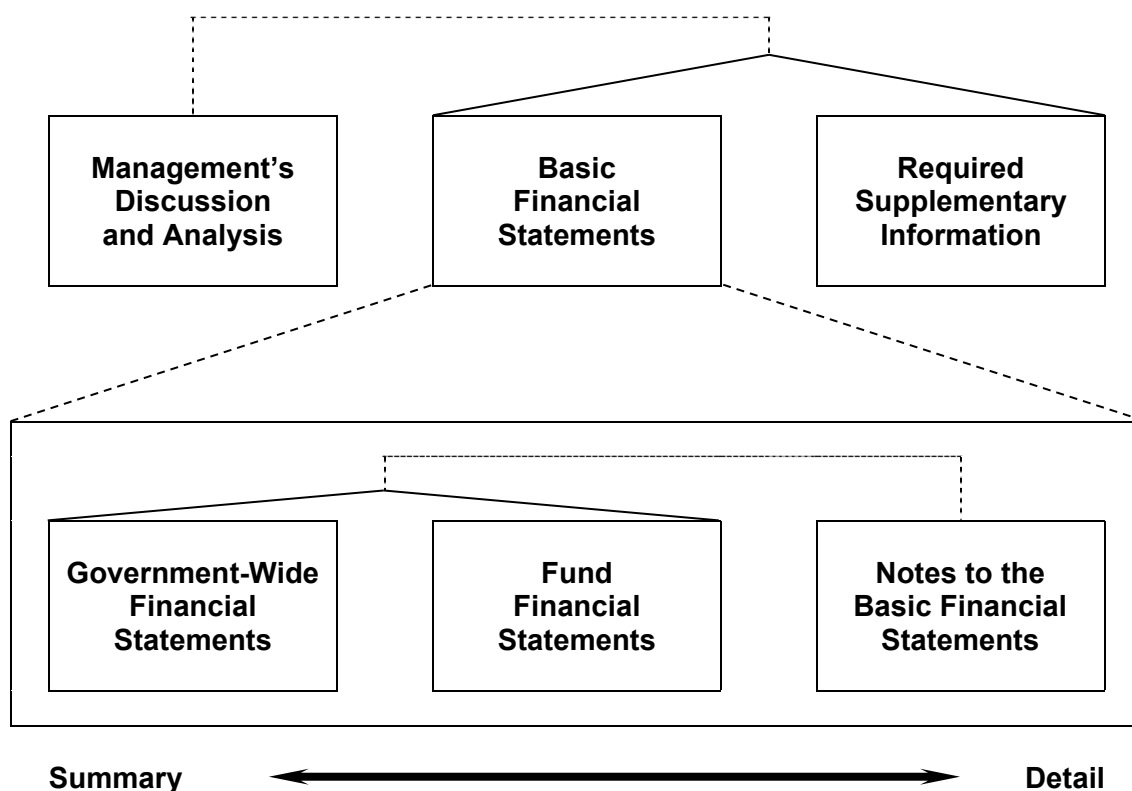 Management’s
Discussion
and Analysis
Basic
Financial
Statements
Required
Supplementary
Information
Government-Wide
Financial
Statements
Fund
Financial
Statements
Notes to the
Basic Financial
Statements
Summary
Detail